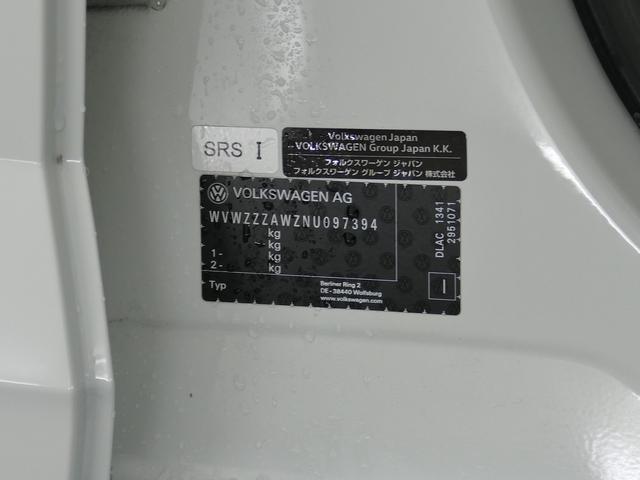 SRS I
Volkswagen Japan
VOLKSWAGEN Group Japan K.K.
フォルクスワーゲン ジャパン
フォルクスワーゲン グループ ジャパン 株式会社
VOLKSWAGEN AG
WVWZZZAWZNU097394
kg
kg
1- kg
2- kg
Typ
Berliner Ring 2
DE-38440 Wolfsburg
www.volkswagen.com
DLAC 1341
2951071
I